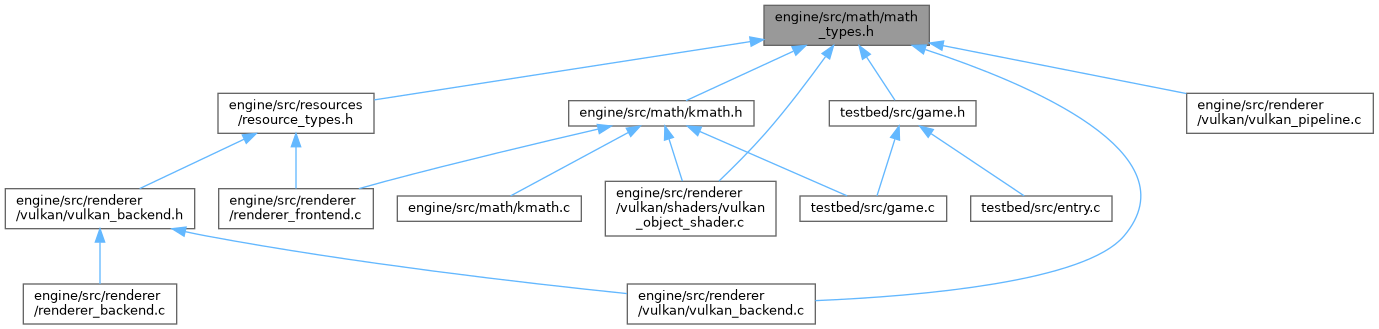 engine/src/math/math
_types.h
engine/src/resources
/resource_types.h
engine/src/math/kmath.h
testbed/src/game.h
engine/src/renderer
/vulkan/vulkan_pipeline.c
engine/src/renderer
/vulkan/vulkan_backend.h
engine/src/renderer
/renderer_frontend.c
engine/src/math/kmath.c
engine/src/renderer
/vulkan/shaders/vulkan
_object_shader.c
testbed/src/game.c
testbed/src/entry.c
engine/src/renderer
/renderer_backend.c
engine/src/renderer
/vulkan/vulkan_backend.c